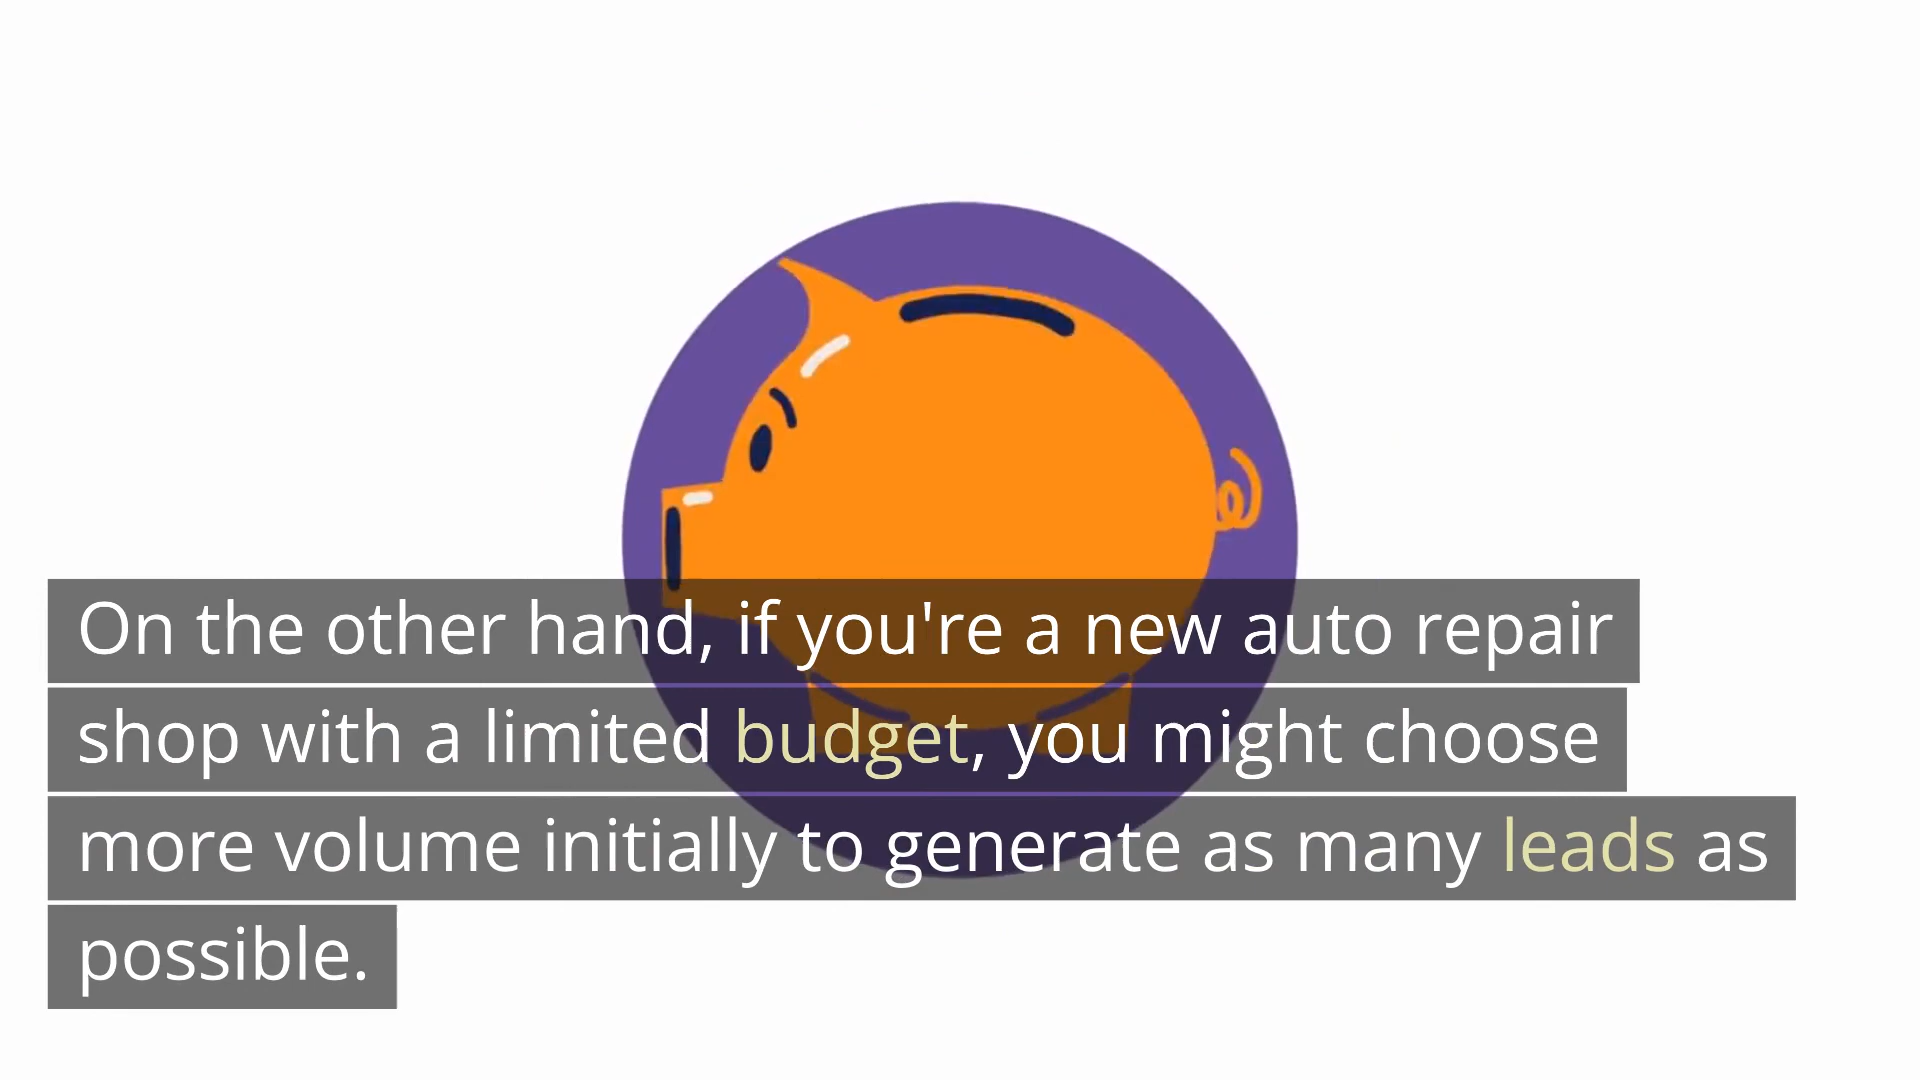 On the other hand, if you're a new auto repair
shop with a limited budget, you might choose
more volume initially to generate as many leads as
possible.